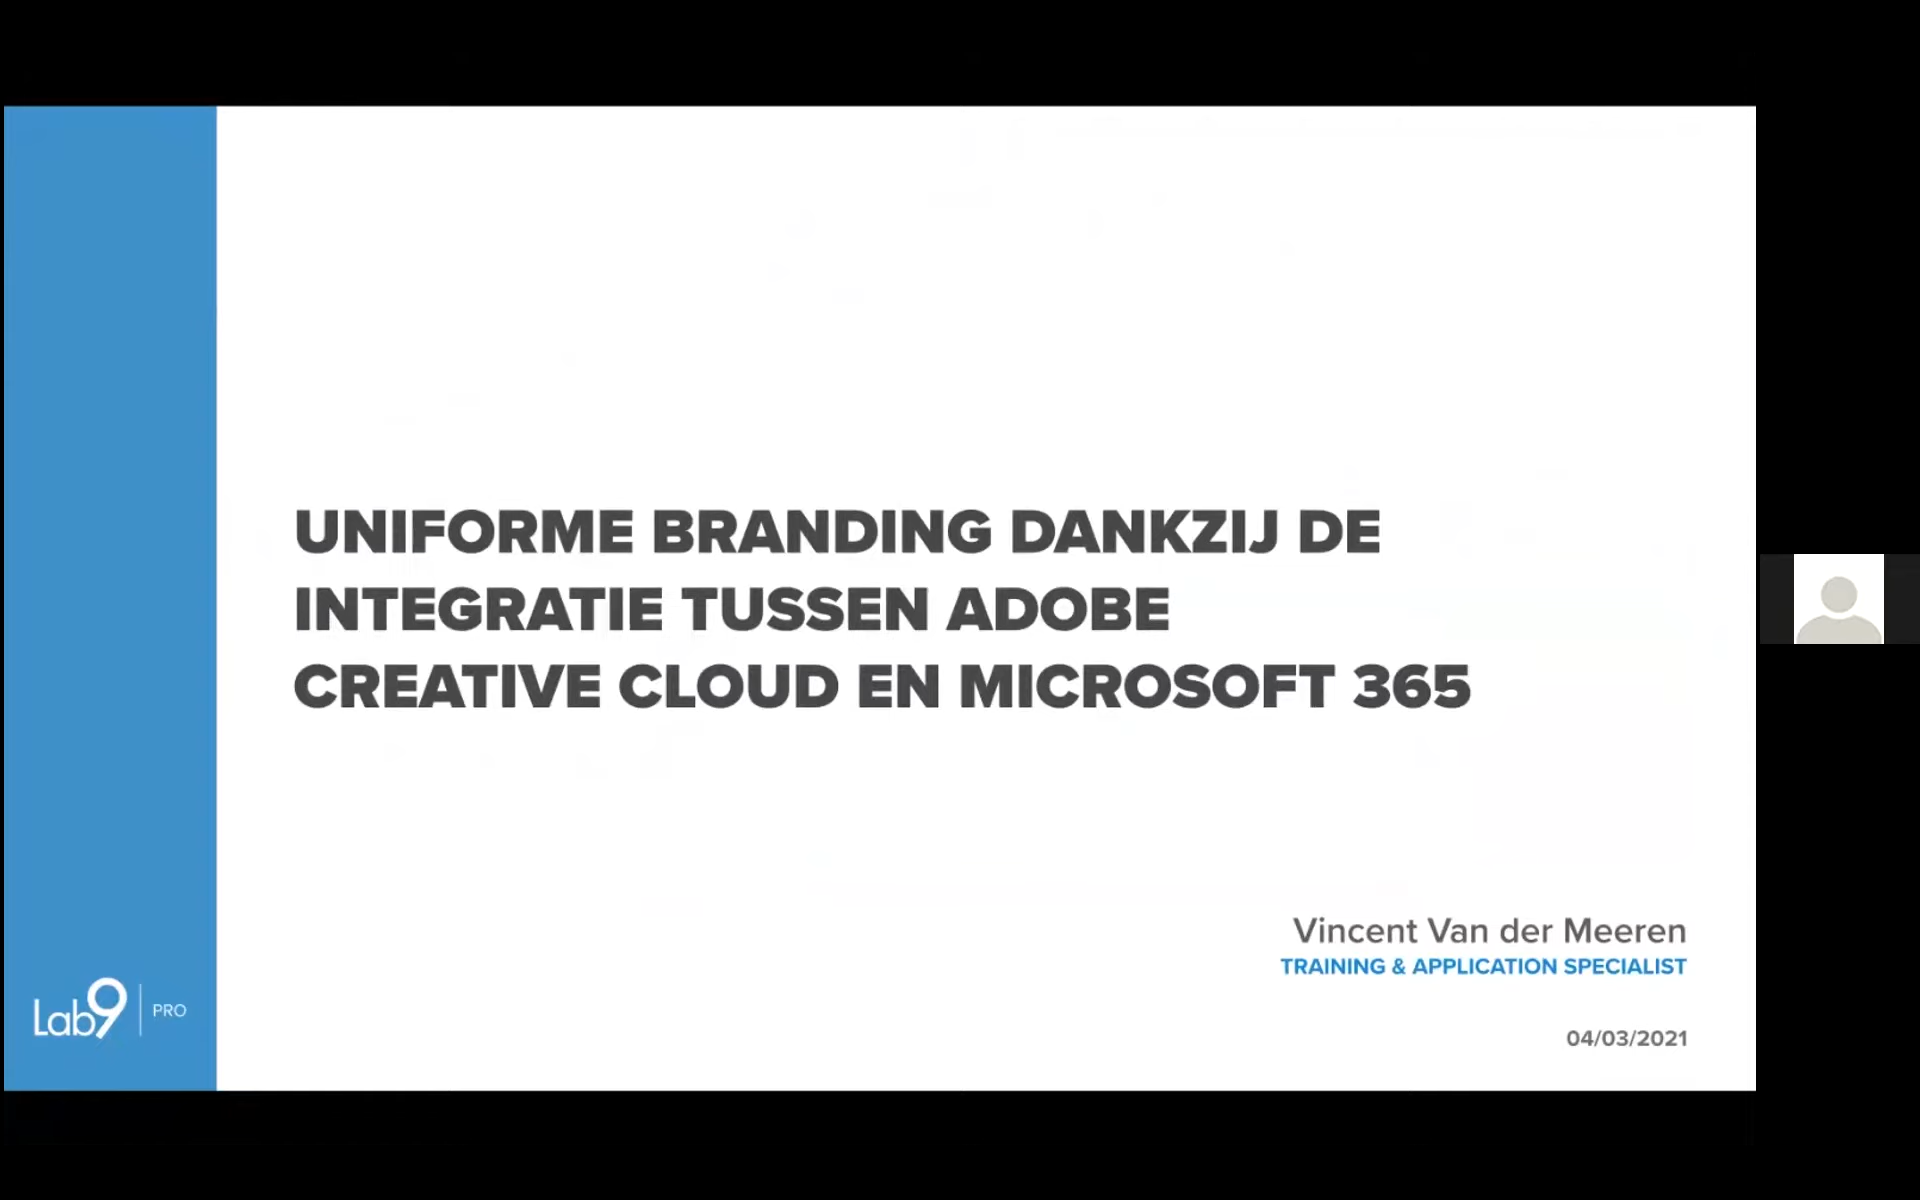 UNIFORME BRANDING DANKZIJ DE
INTEGRATIE TUSSEN ADOBE
CREATIVE CLOUD EN MICROSOFT 365
Vincent Van der Meeren
TRAINING & APPLICATION SPECIALIST
04/03/2021
Lab9 PRO